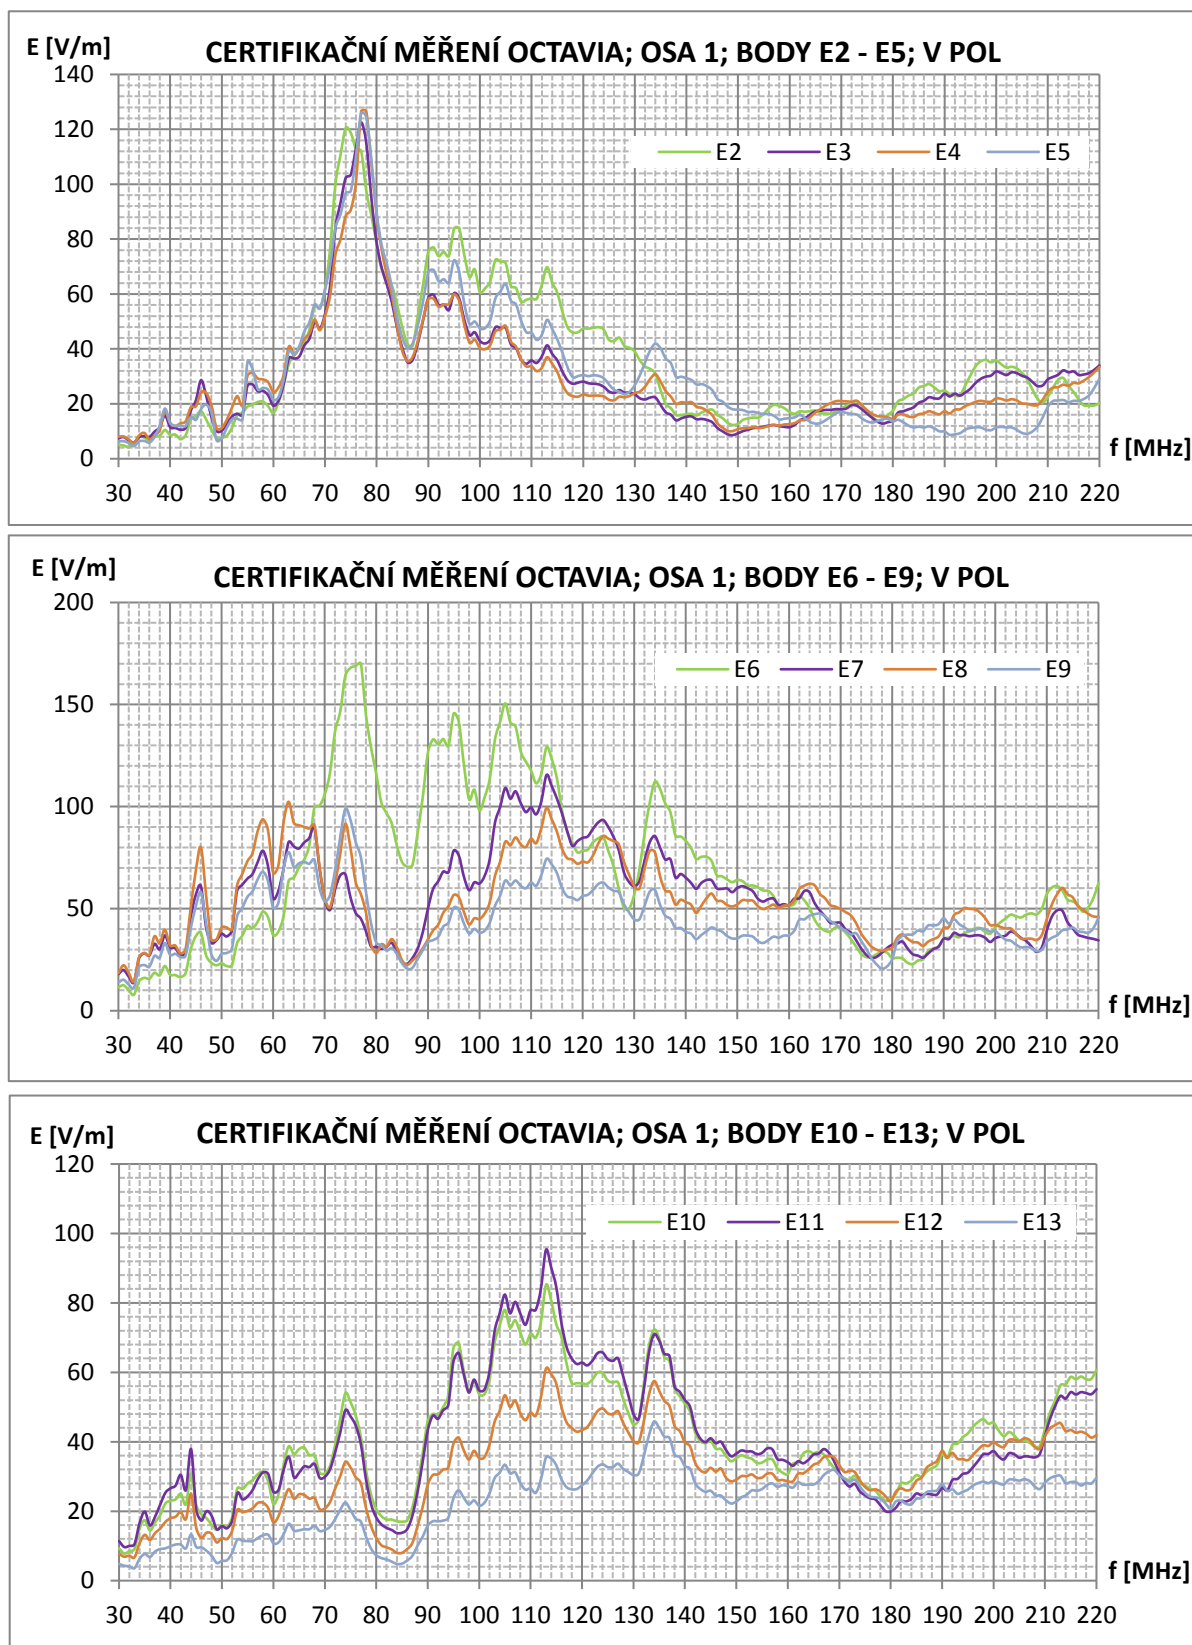 E [V/m]
CERTIFIKAČNÍ MĚŘENÍ OCTAVIA; OSA 1; BODY E2 - E5; V POL
140
120
E2 E3 E4 E5
100
80
60
40
20
0
f [MHz]
30 40 50 60 70 80 90 100 110 120 130 140 150 160 170 180 190 200 210 220
E [V/m]
CERTIFIKAČNÍ MĚŘENÍ OCTAVIA; OSA 1; BODY E6 - E9; V POL
200
E6 E7 E8 E9
150
100
50
0
f [MHz]
30 40 50 60 70 80 90 100 110 120 130 140 150 160 170 180 190 200 210 220
E [V/m]
CERTIFIKAČNÍ MĚŘENÍ OCTAVIA; OSA 1; BODY E10 - E13; V POL
120
E10 E11 E12 E13
100
80
60
40
20
0
f [MHz]
30 40 50 60 70 80 90 100 110 120 130 140 150 160 170 180 190 200 210 220